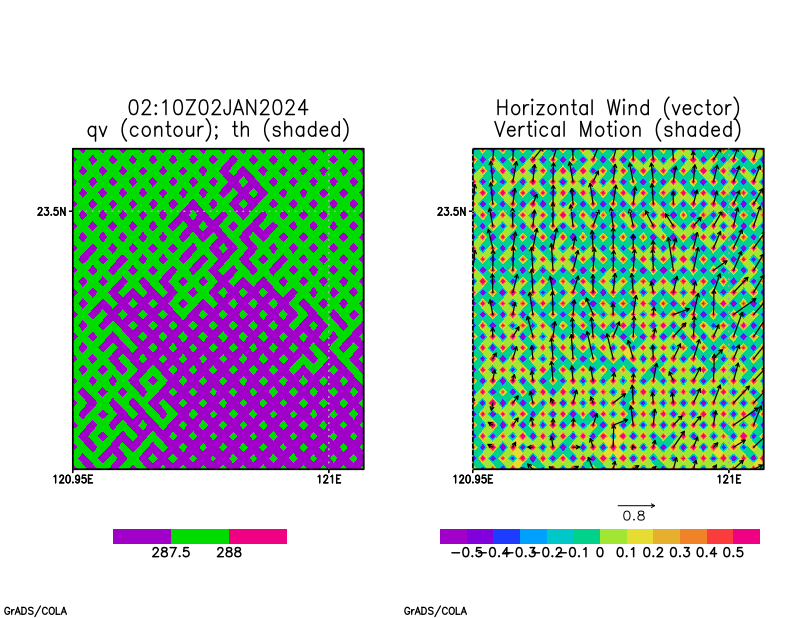 02:10Z02JAN2024
qv (contour); th (shaded)
23.5N
120.95E
121E
287.5
288
GrADS/COLA
Horizontal Wind (vector)
Vertical Motion (shaded)
23.5N
120.95E
121E
0.8
-0.5 -0.4 -0.3 -0.2 -0.1 0 0.1 0.2 0.3 0.4 0.5
GrADS/COLA